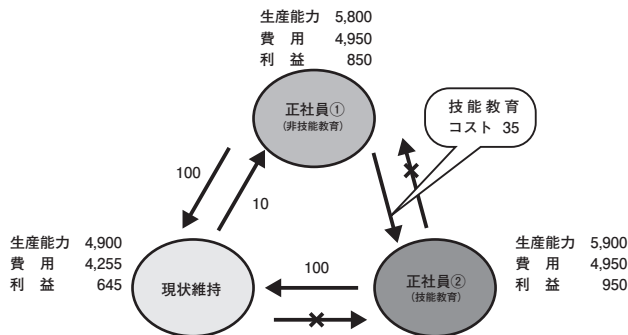 生産能力 5,800
費 用 4,950
利 益 850
正社員①
(非技能教育)
技能教育
コスト 35
100
10
生産能力 4,900
費 用 4,255
利 益 645
現状維持
100
正社員②
(技能教育)
生産能力 5,900
費 用 4,950
利 益 950